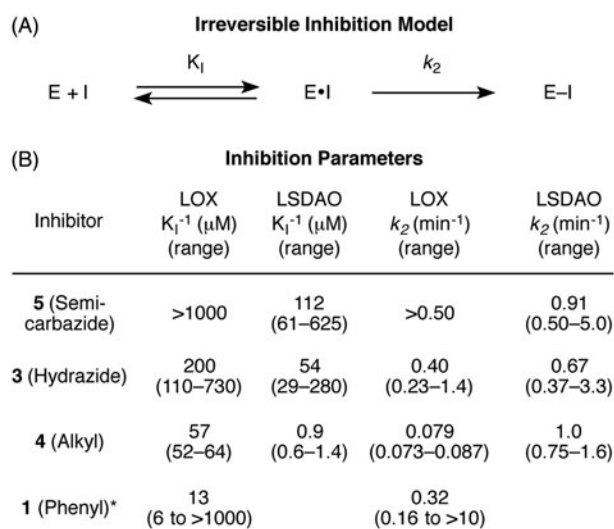 (A) Irreversible Inhibition Model
K_I k_2
E + I E•I E–I
(B) Inhibition Parameters
LOX LSDAO LOX LSDAO
Inhibitor K_I^-1 (μM) K_I^-1 (μM) k_2 (min^-1) k_2 (min^-1)
(range) (range) (range) (range)
5 (Semi-carbazide) >1000 112 >0.50 0.91
(61–625) (0.50–5.0)
3 (Hydrazide) 200 54 0.40 0.67
(110–730) (29–280) (0.23–1.4) (0.37–3.3)
4 (Alkyl) 57 0.9 0.079 1.0
(52–64) (0.6–1.4) (0.073–0.087) (0.75–1.6)
1 (Phenyl)* 13 0.32
(6 to >1000) (0.16 to >10)